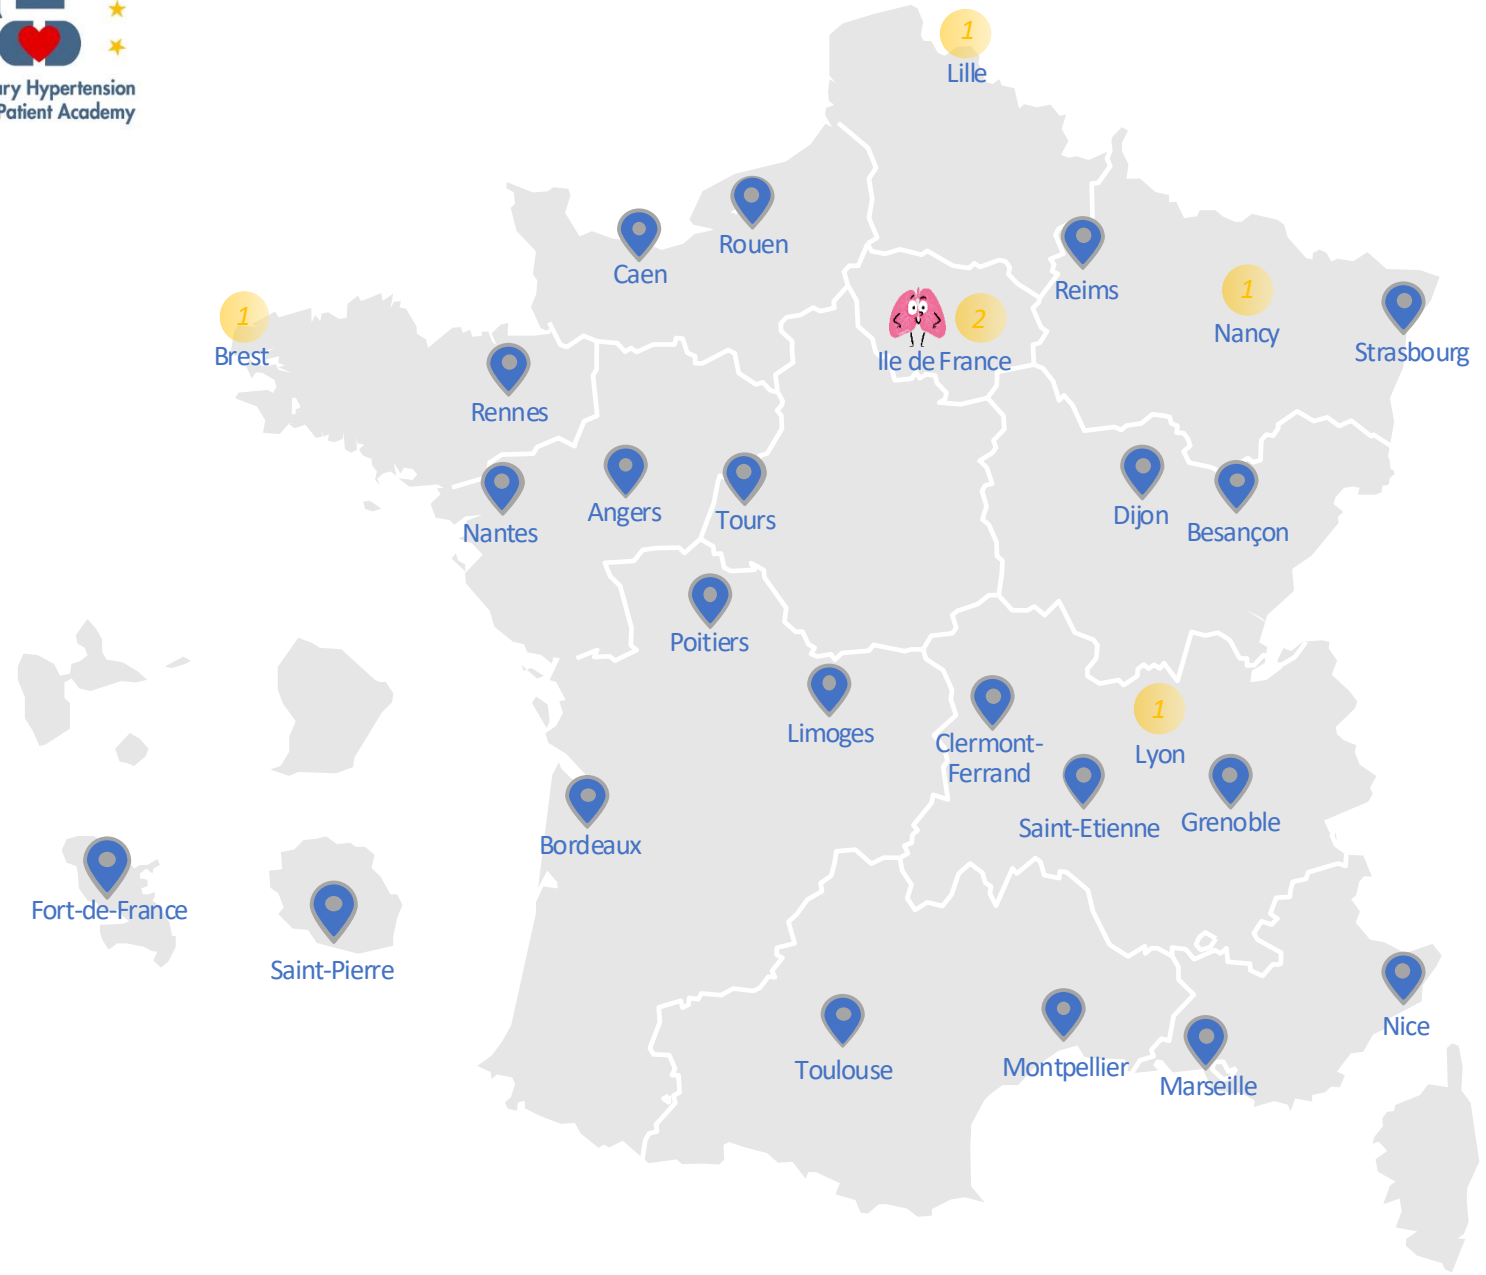 Hypertension
Patient Academy
1
Lille
Rouen
Caen
Reims
1
Nancy
Strasbourg
1
Brest
2
Ile de France
Rennes
Nantes
Angers
Tours
Dijon
Besançon
Poitiers
Limoges
Clermont-
Ferrand
1
Lyon
Saint-Etienne
Grenoble
Bordeaux
Fort-de-France
Saint-Pierre
Toulouse
Montpellier
Marseille
Nice